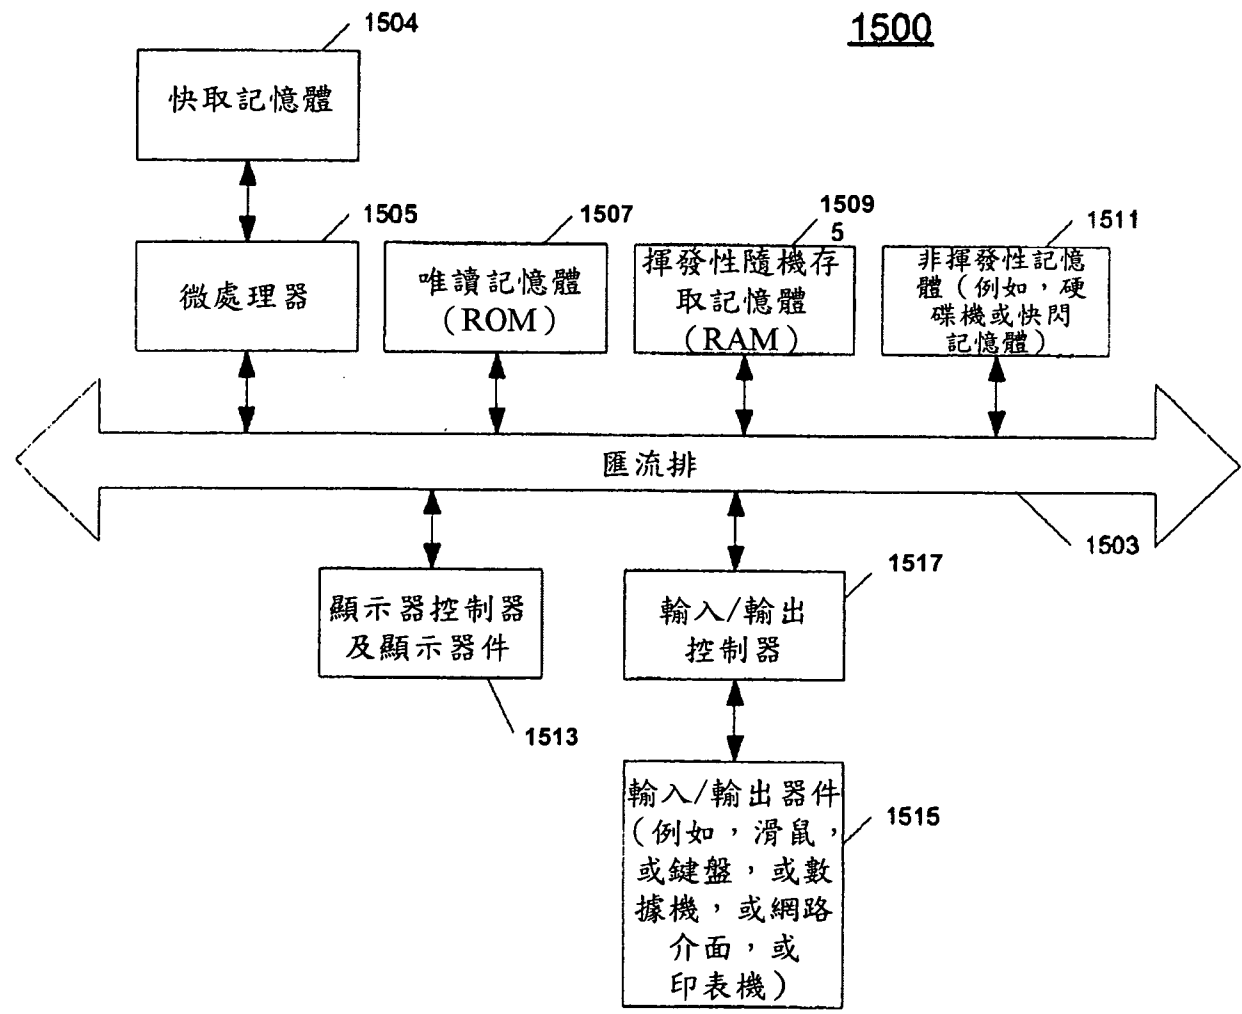 1500
1504
快取記憶體
1505
微處理器
1507
唯讀記憶體
（ROM）
1509
5
揮發性隨機存
取記憶體
（RAM）
1511
非揮發性記憶
體（例如，硬
碟機或快閃
記憶體）
匯流排
1503
顯示器控制器
及顯示器件
1513
1517
輸入/輸出
控制器
1515
輸入/輸出器件
（例如，滑鼠，
或鍵盤，或數
據機，或網路
介面，或
印表機）